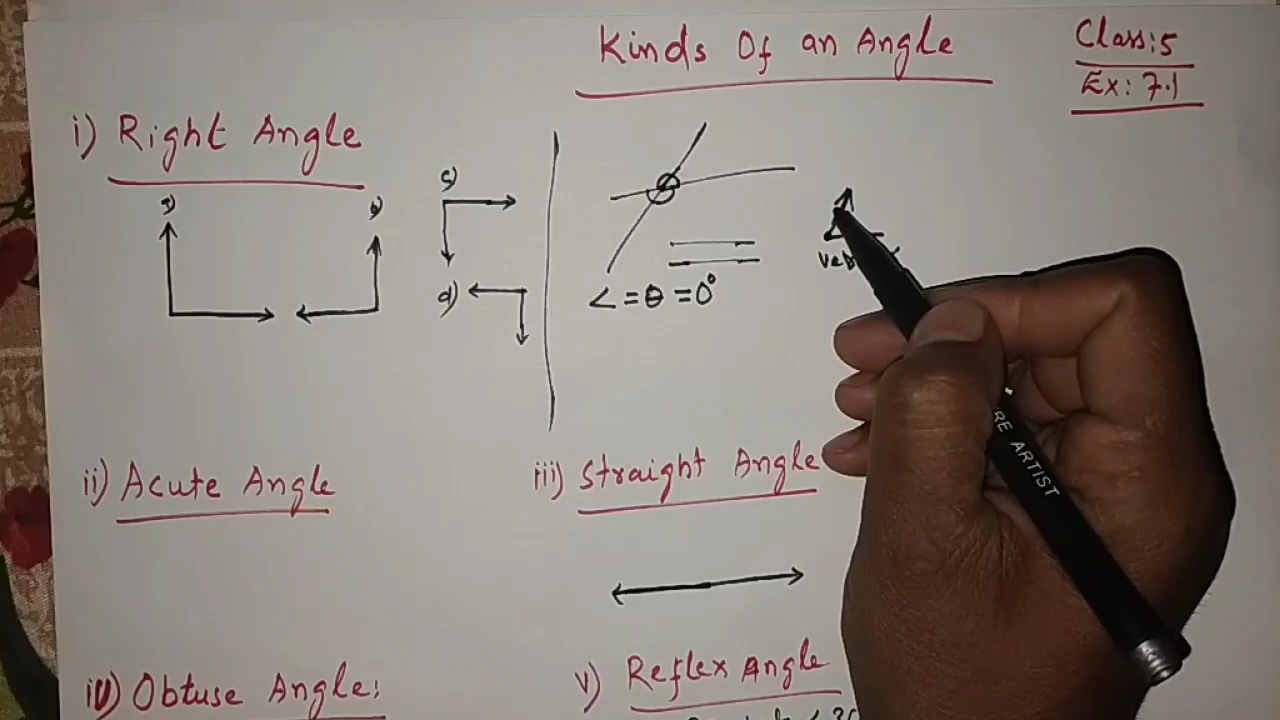 Kinds Of an Angle
Class:5
Ex: 7.1
i) Right Angle
a)
b)
c)
d)
∠ = θ = 0°
ii) Acute Angle
iii) Straight Angle
iv) Obtuse Angle:
v) Reflex Angle
RE ARTIST